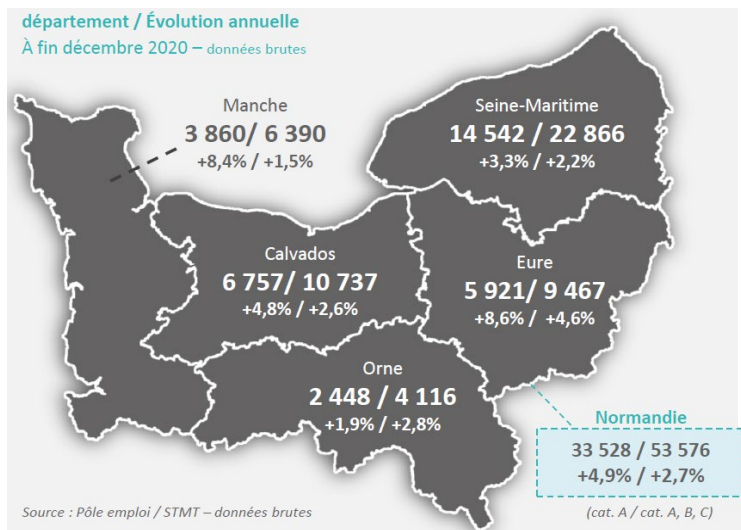 département / Évolution annuelle
À fin décembre 2020 – données brutes
Manche
3 860/ 6 390
+8,4% / +1,5%
Seine-Maritime
14 542 / 22 866
+3,3% / +2,2%
Calvados
6 757/ 10 737
+4,8% / +2,6%
Eure
5 921/ 9 467
+8,6% / +4,6%
Orne
2 448 / 4 116
+1,9% / +2,8%
Normandie
33 528 / 53 576
+4,9% / +2,7%
(cat. A / cat. A, B, C)
Source : Pôle emploi / STMT – données brutes